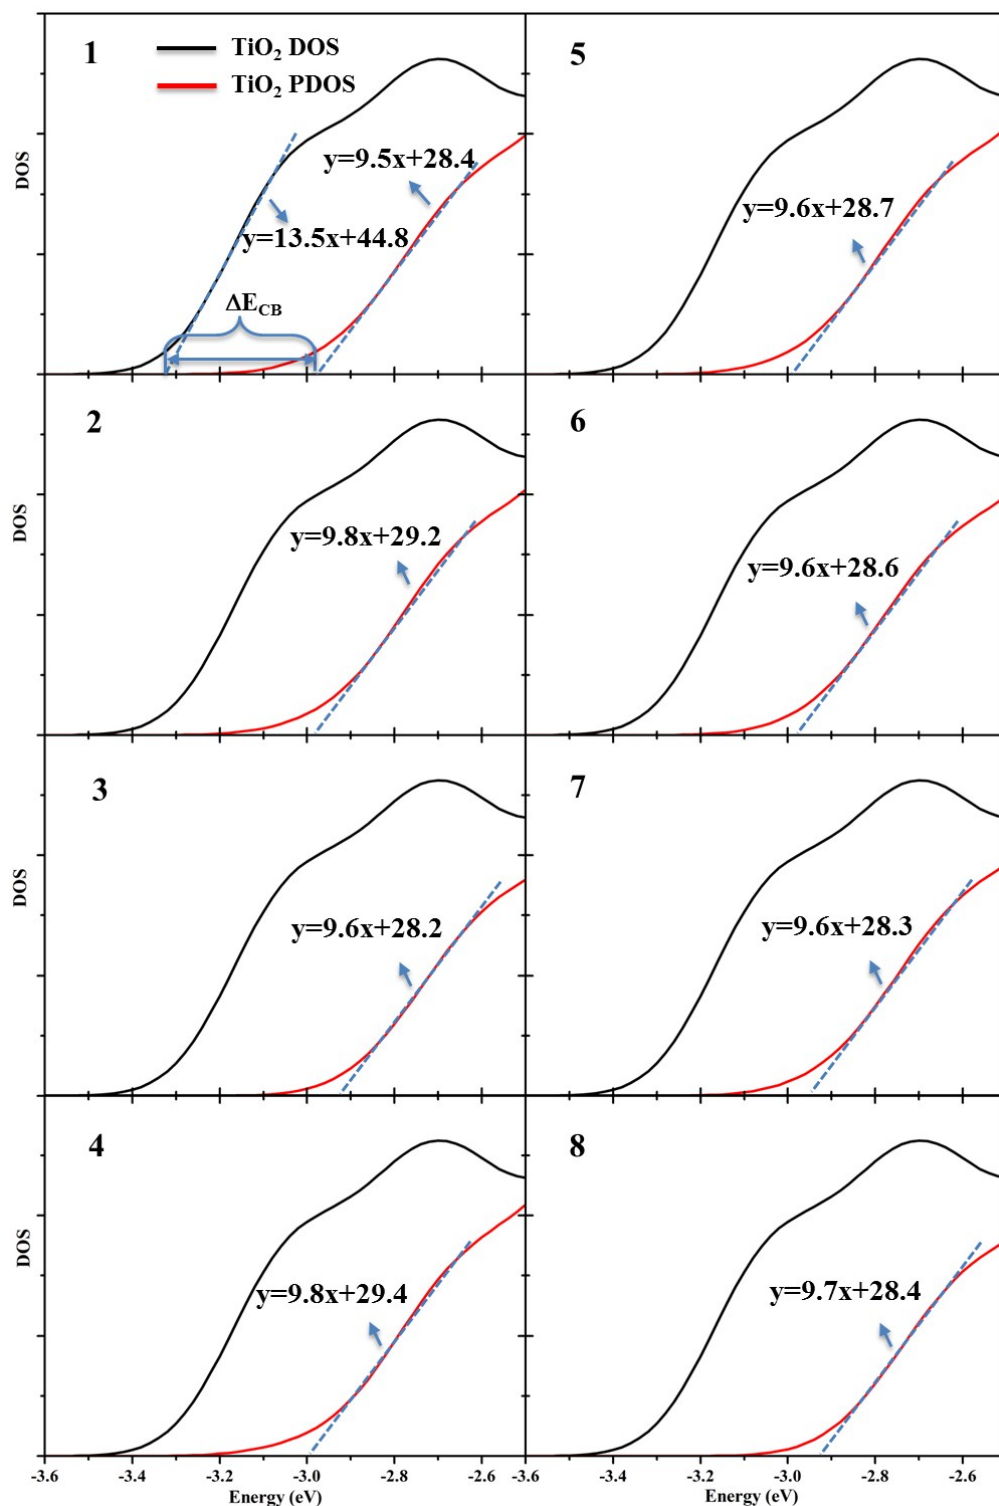 1
TiO2 DOS
TiO2 PDOS
y=9.5x+28.4
y=13.5x+44.8
ΔECB
DOS
5
y=9.6x+28.7
2
y=9.8x+29.2
DOS
6
y=9.6x+28.6
3
y=9.6x+28.2
DOS
7
y=9.6x+28.3
4
y=9.8x+29.4
DOS
8
y=9.7x+28.4
-3.6 -3.4 -3.2 -3.0 -2.8 -2.6 -3.6 -3.4 -3.2 -3.0 -2.8 -2.6
Energy (eV) Energy (eV)